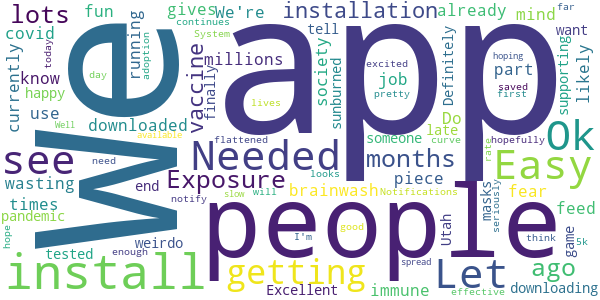 lots
fun
gives
We're
installation
already
mind
far
want
covid
continues
System
tell
today
currently
know
running
adoption
finally
millions
society
sunburned
excited
pretty
job
Definitely
part
supporting
likely
hoping
saved
first
happy
day
vaccine
lives
app
use
downloaded
We
Well
flattened
Do
late
someone
curve
hopefully
Ok
see
available
Needed
months
rate
need
wasting
end
Exposure
looks
piece
Easy
times
brainwash
Utah
masks
seriously
fear
feed
pandemic
notify
slow
will
Notifications
people
game
think
5k
hope
tested
enough
weirdo
I'm
good
spread
install
getting
Let
ago
downloading
Excellent
immune
effective